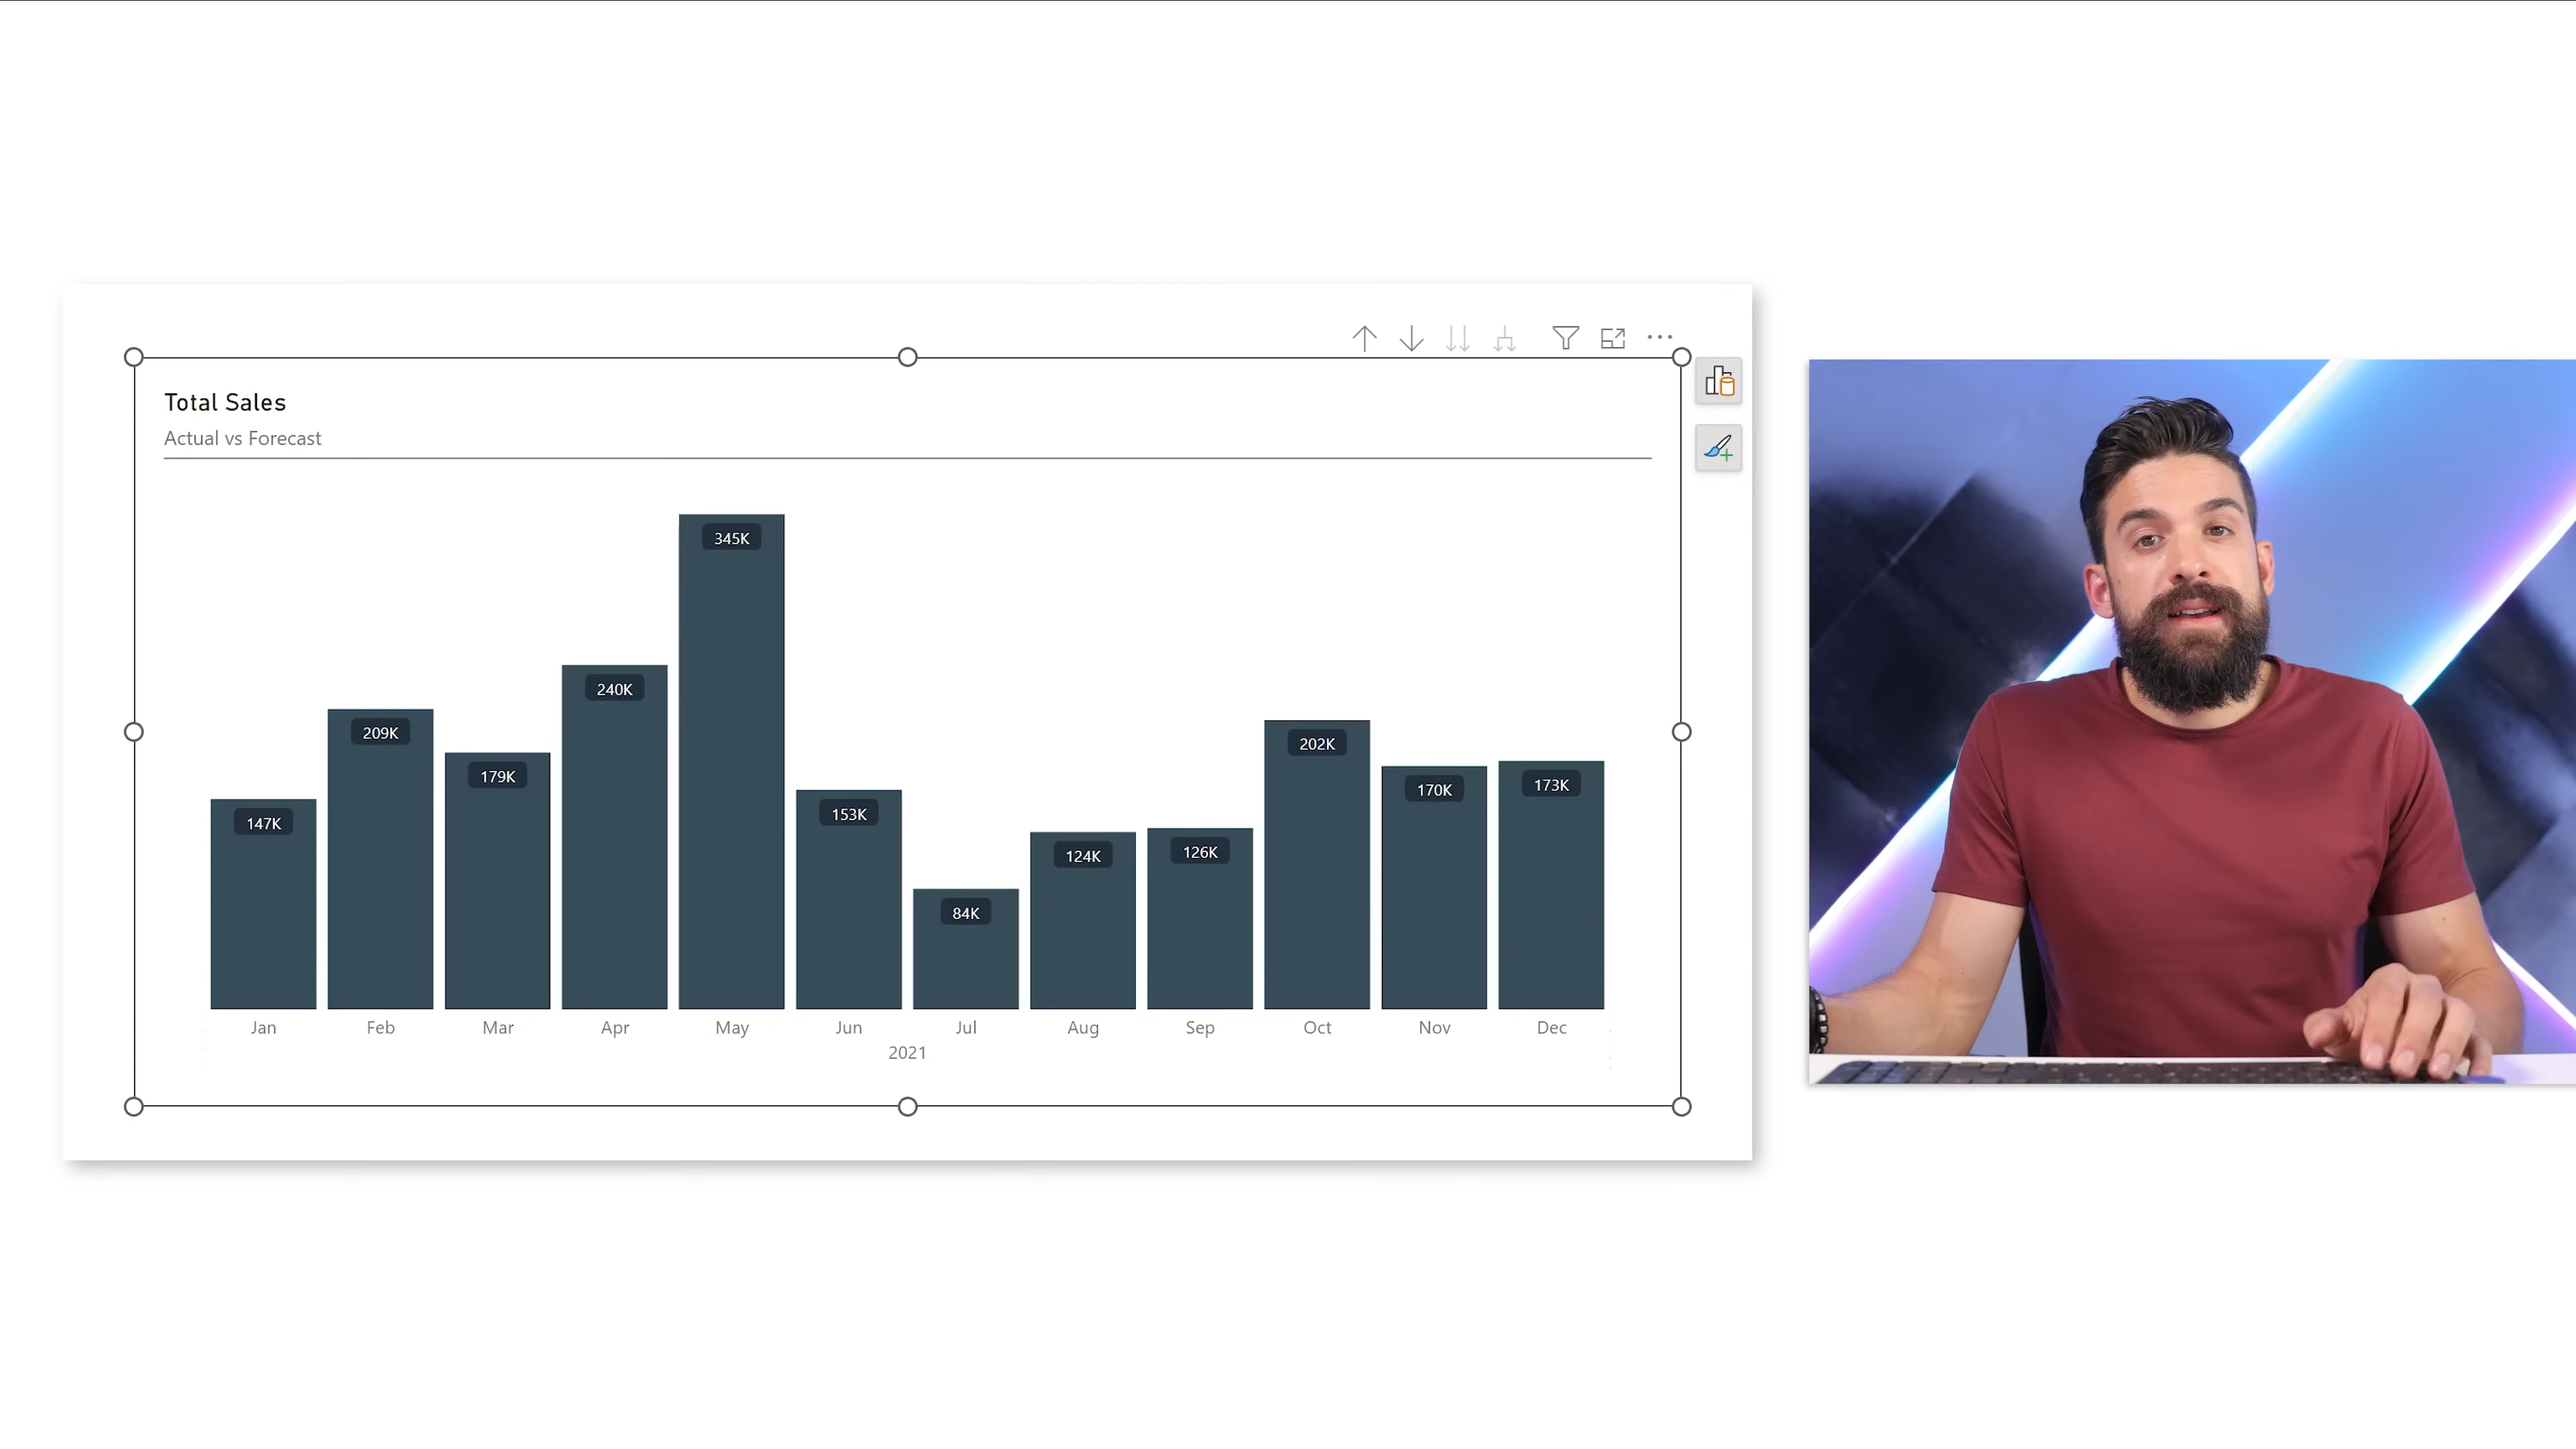 Total Sales
Actual vs Forecast
345K
240K
209K
202K
179K
173K
170K
153K
147K
126K
124K
84K
Jan Feb Mar Apr May Jun Jul Aug Sep Oct Nov Dec
2021